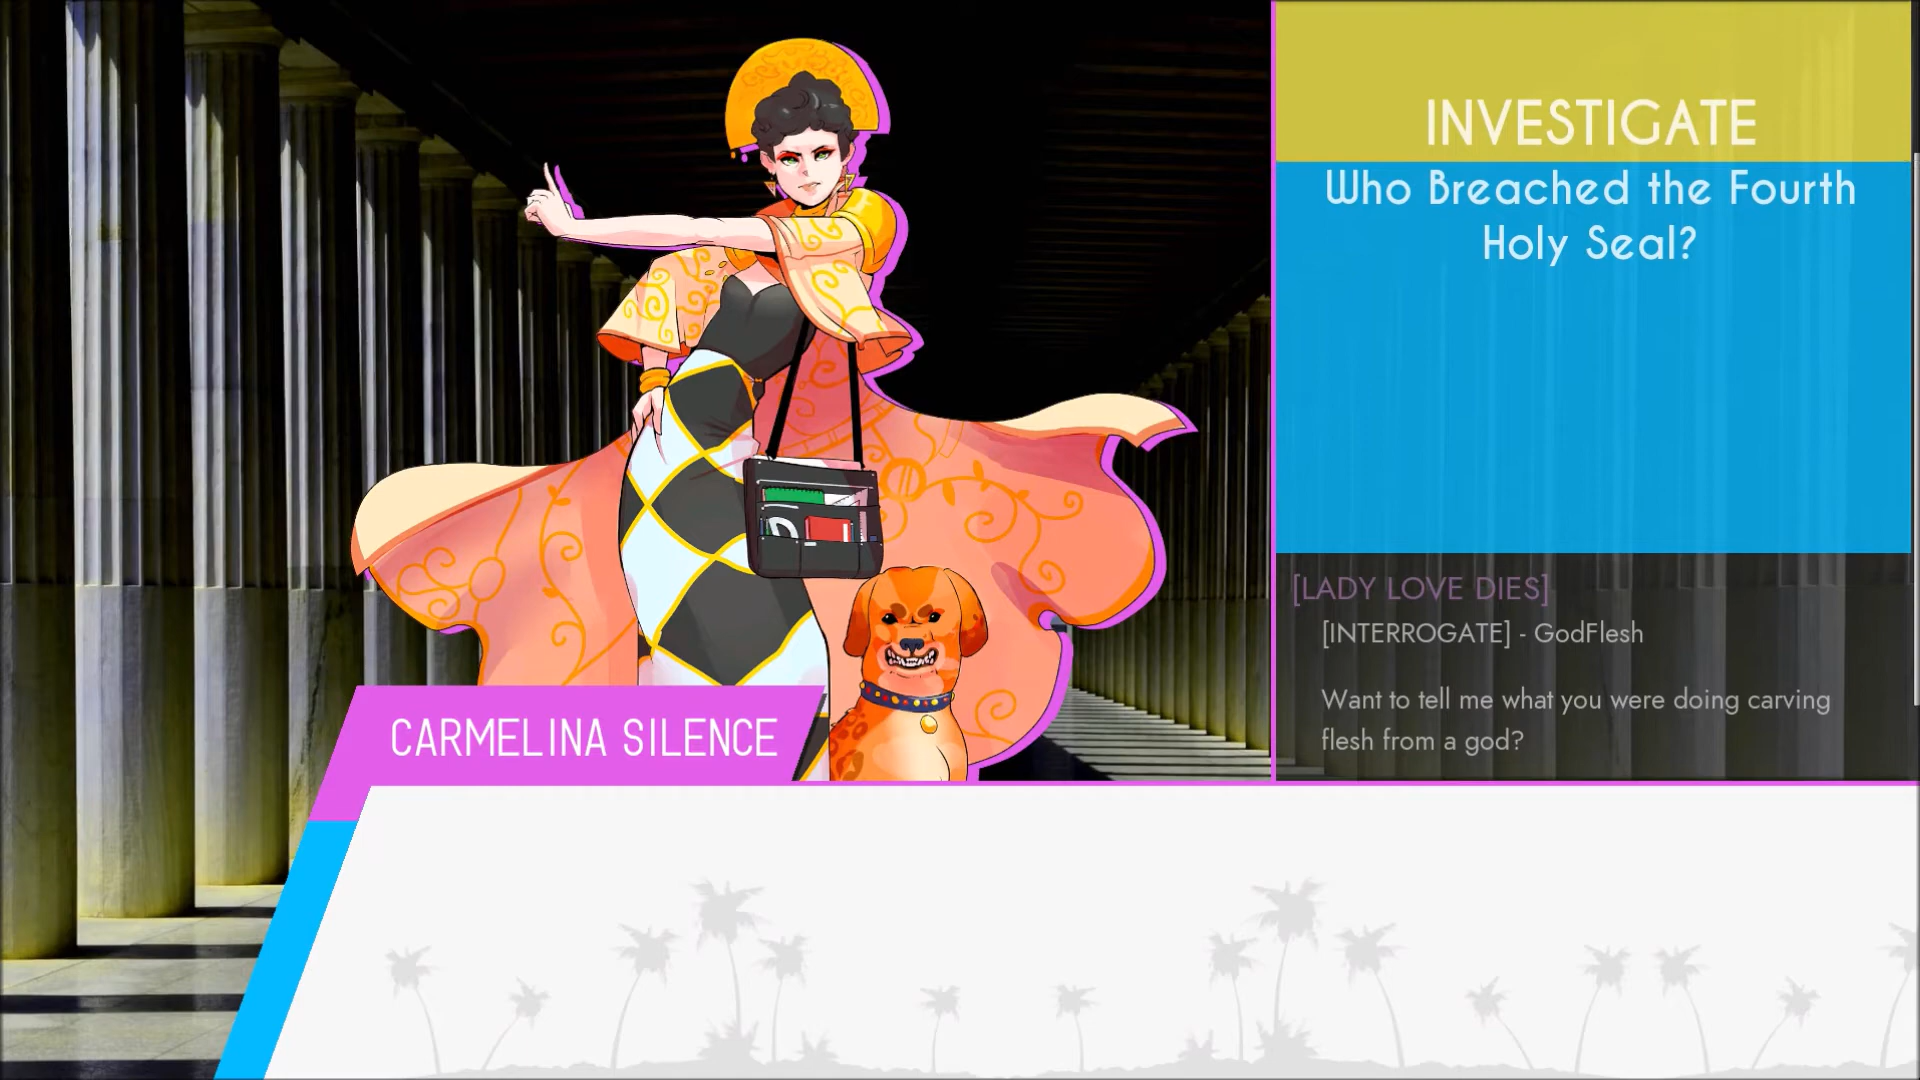 INVESTIGATE
Who Breached the Fourth
Holy Seal?
[LADY LOVE DIES]
[INTERROGATE] - GodFlesh
Want to tell me what you were doing carving
flesh from a god?
CARMELINA SILENCE